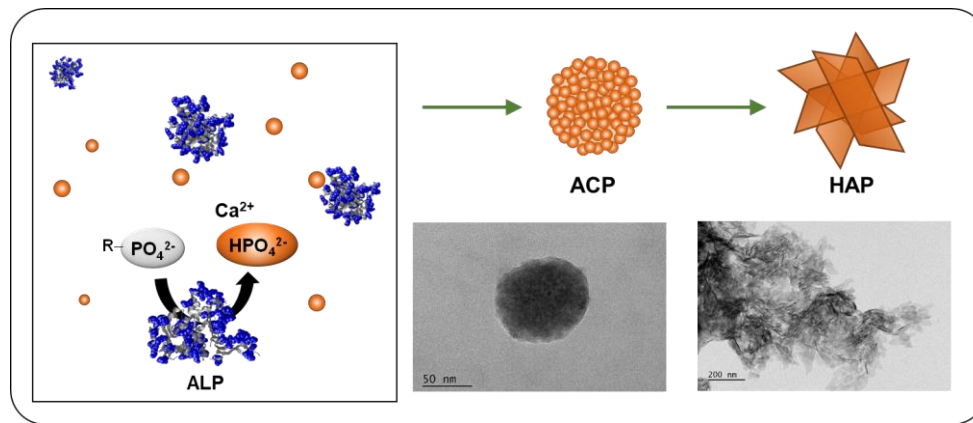 Ca²⁺
R– PO₄²⁻
HPO₄²⁻
ALP
ACP
HAP
50 nm
200 nm